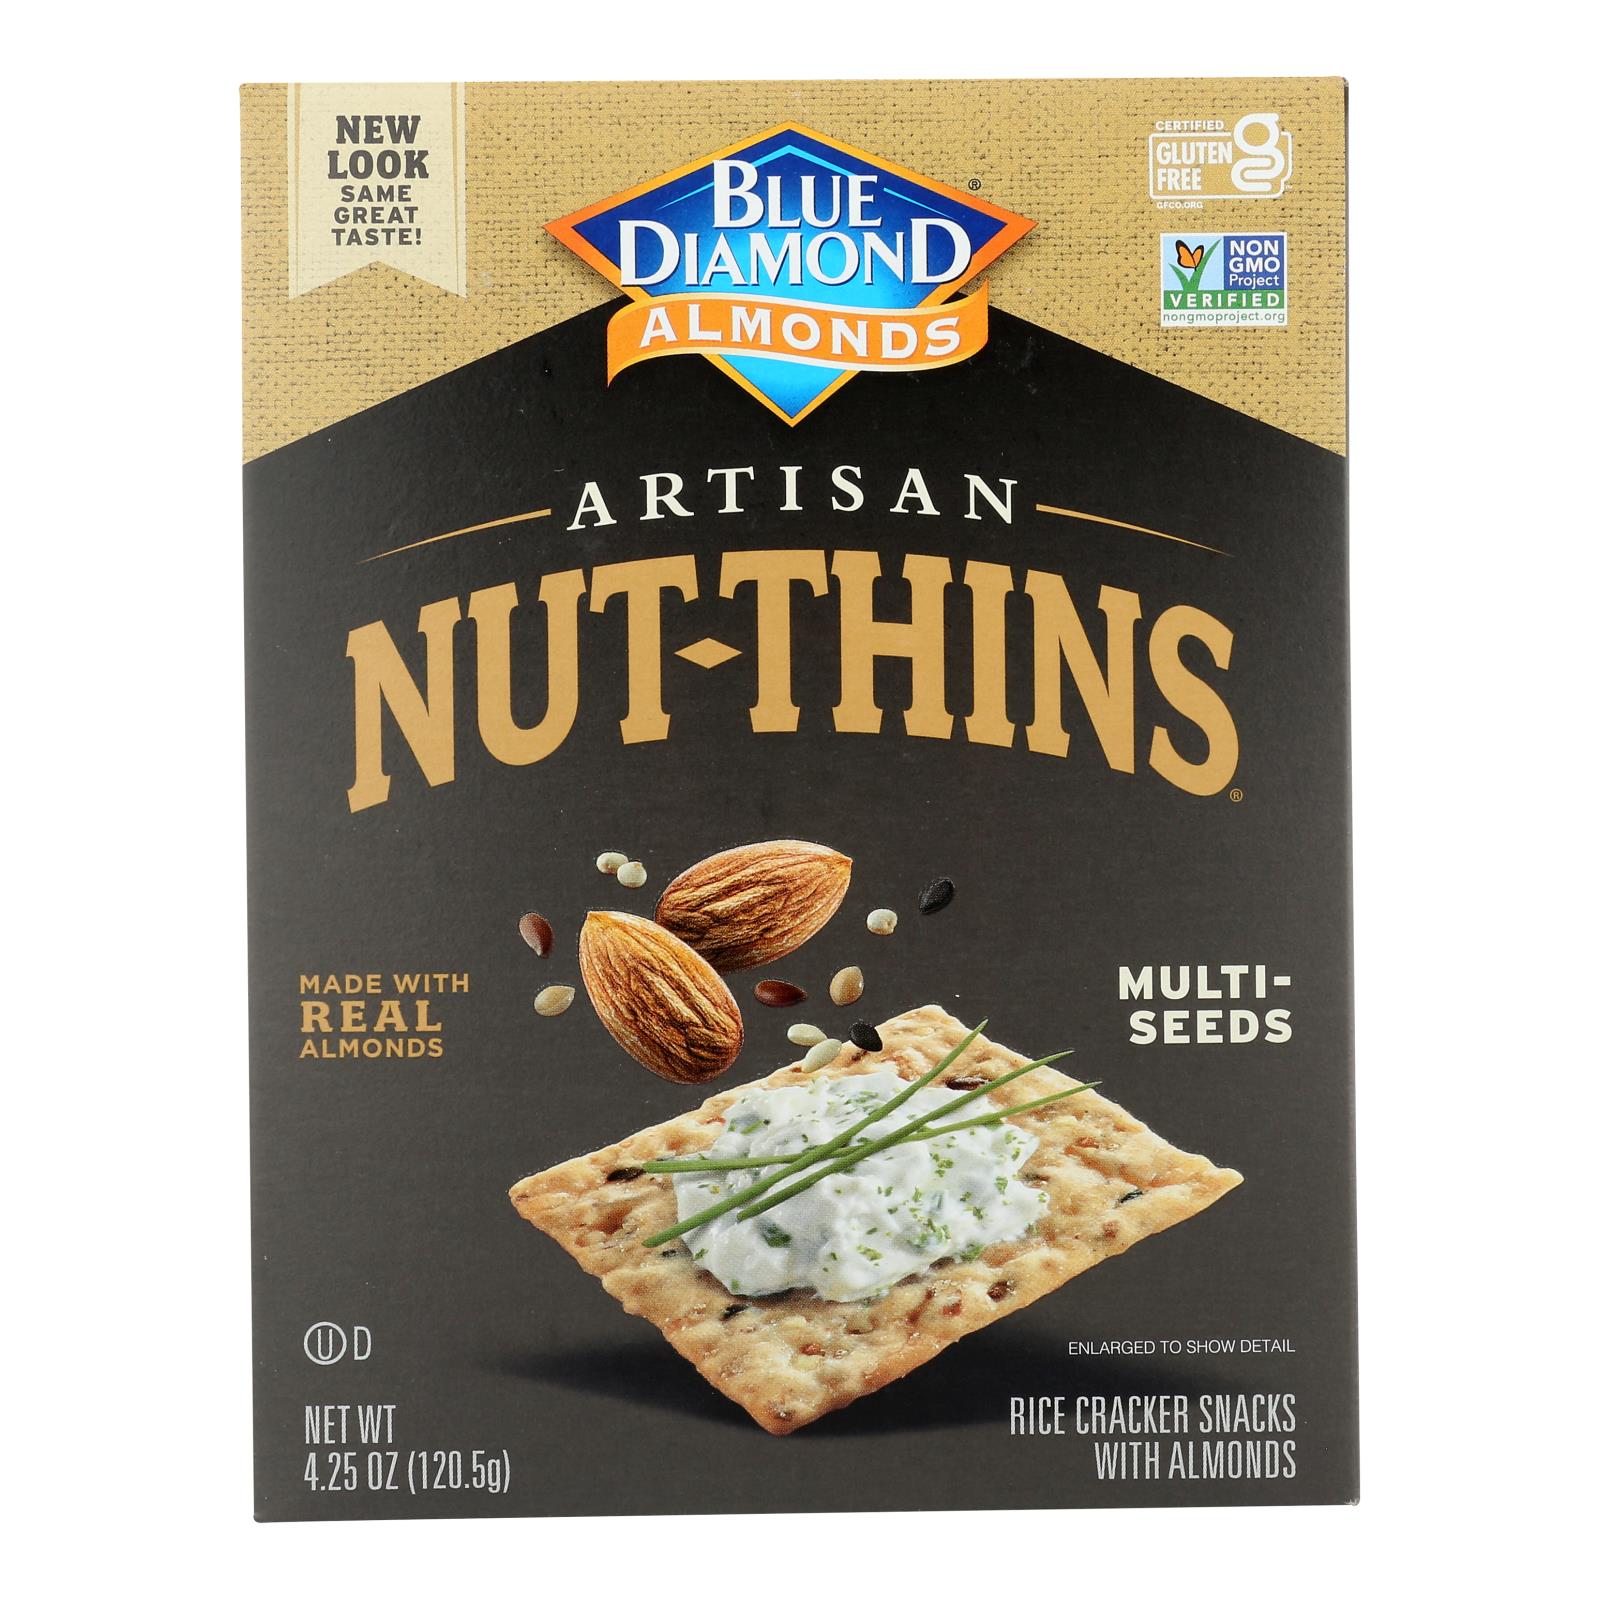 NEW
LOOK
SAME
GREAT
TASTE!
BLUE
DIAMOND
®
ALMONDS
CERTIFIED
GLUTEN
FREE
GFCO.ORG
NON
GMO
Project
VERIFIED
nongmoproject.org
ARTISAN
NUT-THINS®
MADE WITH
REAL
ALMONDS
MULTI-
SEEDS
U D
ENLARGED TO SHOW DETAIL
NET WT
4.25 OZ (120.5g)
RICE CRACKER SNACKS
WITH ALMONDS